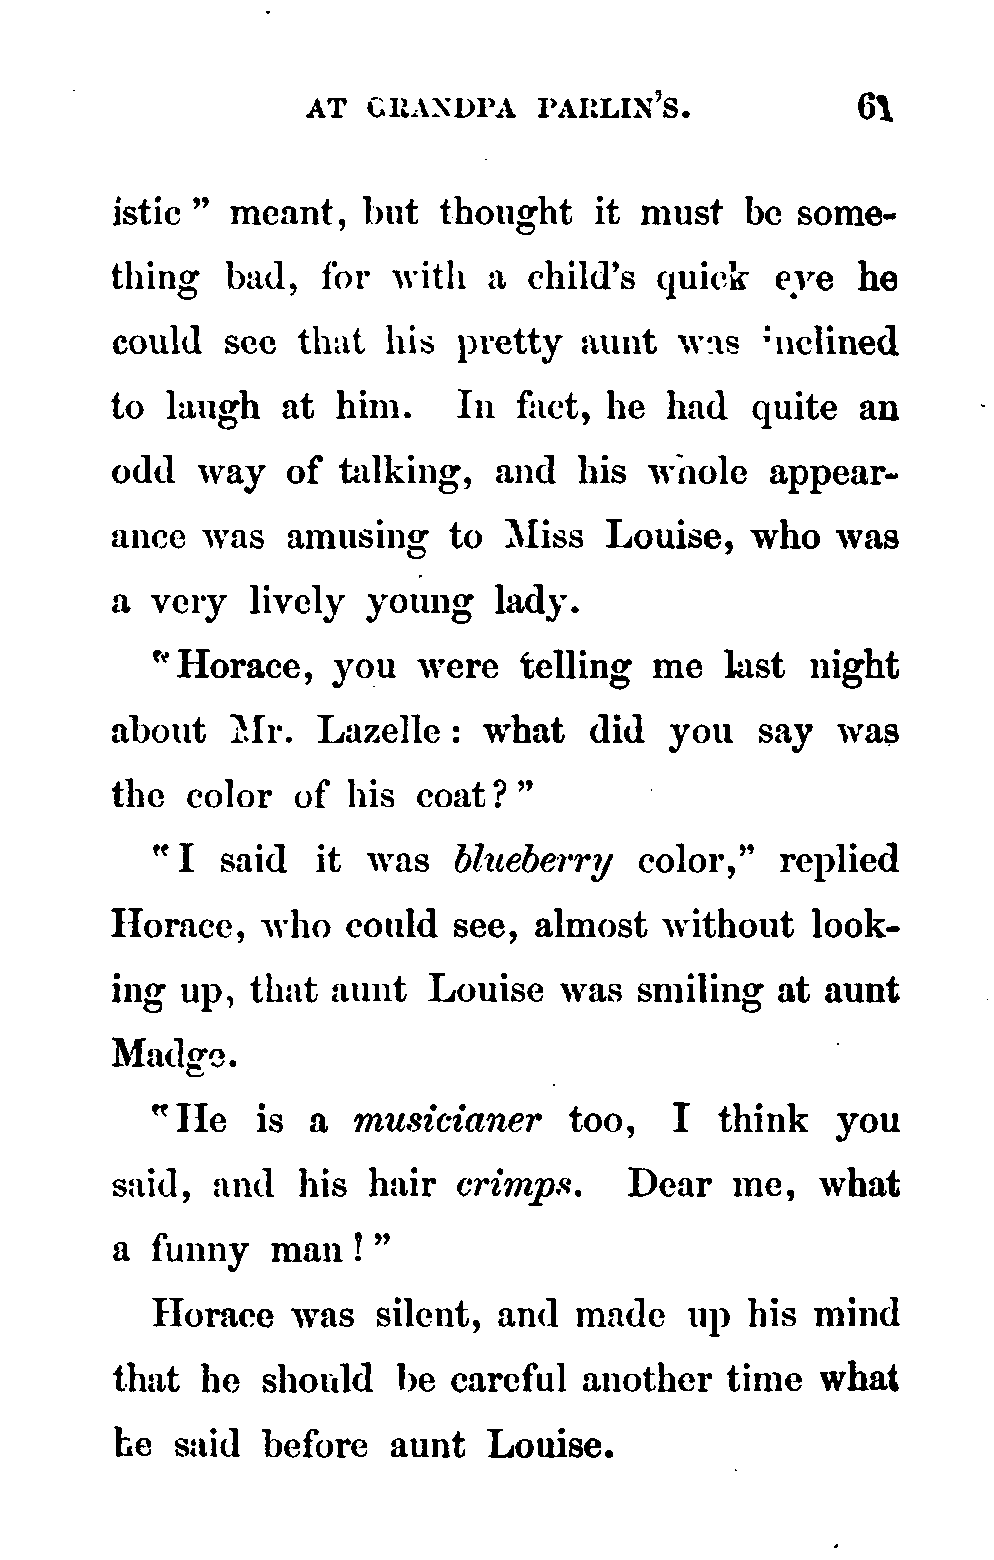 AT GRANDPA PARLIN'S. 61
istic" meant, but thought it must be some-
thing bad, for with a child's quick eye he
could see that his pretty aunt was inclined
to laugh at him. In fact, he had quite an
odd way of talking, and his whole appear-
ance was amusing to Miss Louise, who was
a very lively young lady.
"Horace, you were telling me last night
about Mr. Lazelle: what did you say was
the color of his coat?"
"I said it was blueberry color," replied
Horace, who could see, almost without look-
ing up, that aunt Louise was smiling at aunt
Madge.
"He is a musicianer too, I think you
said, and his hair crimps. Dear me, what
a funny man!"
Horace was silent, and made up his mind
that he should be careful another time what
he said before aunt Louise.